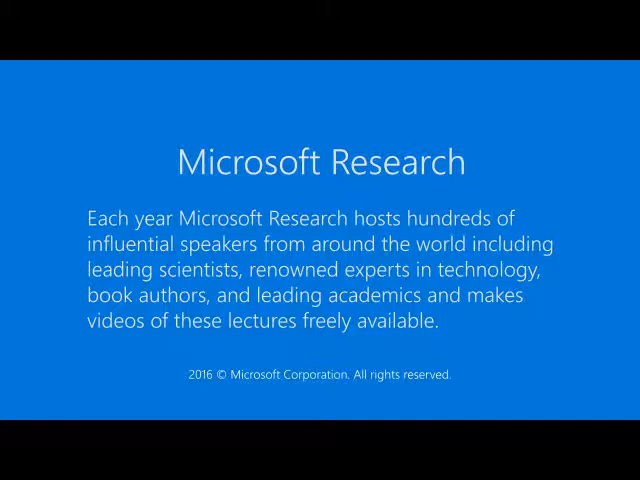 Microsoft Research
Each year Microsoft Research hosts hundreds of
influential speakers from around the world including
leading scientists, renowned experts in technology,
book authors, and leading academics and makes
videos of these lectures freely available.
2016 © Microsoft Corporation. All rights reserved.